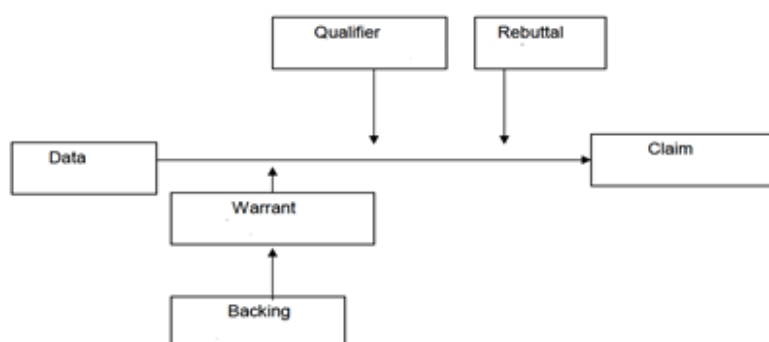 Qualifier
Rebuttal
Data
Claim
Warrant
Backing